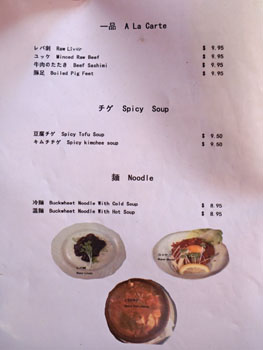 一品 A La Carte
レバ刺 Raw Liver $ 9.95
ユッケ Minced Raw Beef $ 9.95
牛肉のたたき Beef Sashimi $ 9.95
豚足 Boiled Pig Feet $ 9.95
チゲ Spicy Soup
豆腐チゲ Spicy Tofu Soup $ 9.50
キムチチゲ Spicy kimchee soup $ 9.50
麺 Noodle
冷麺 Buckwheat Noodle With Cold Soup $ 8.95
温麺 Buckwheat Noodle With Hot Soup $ 8.95